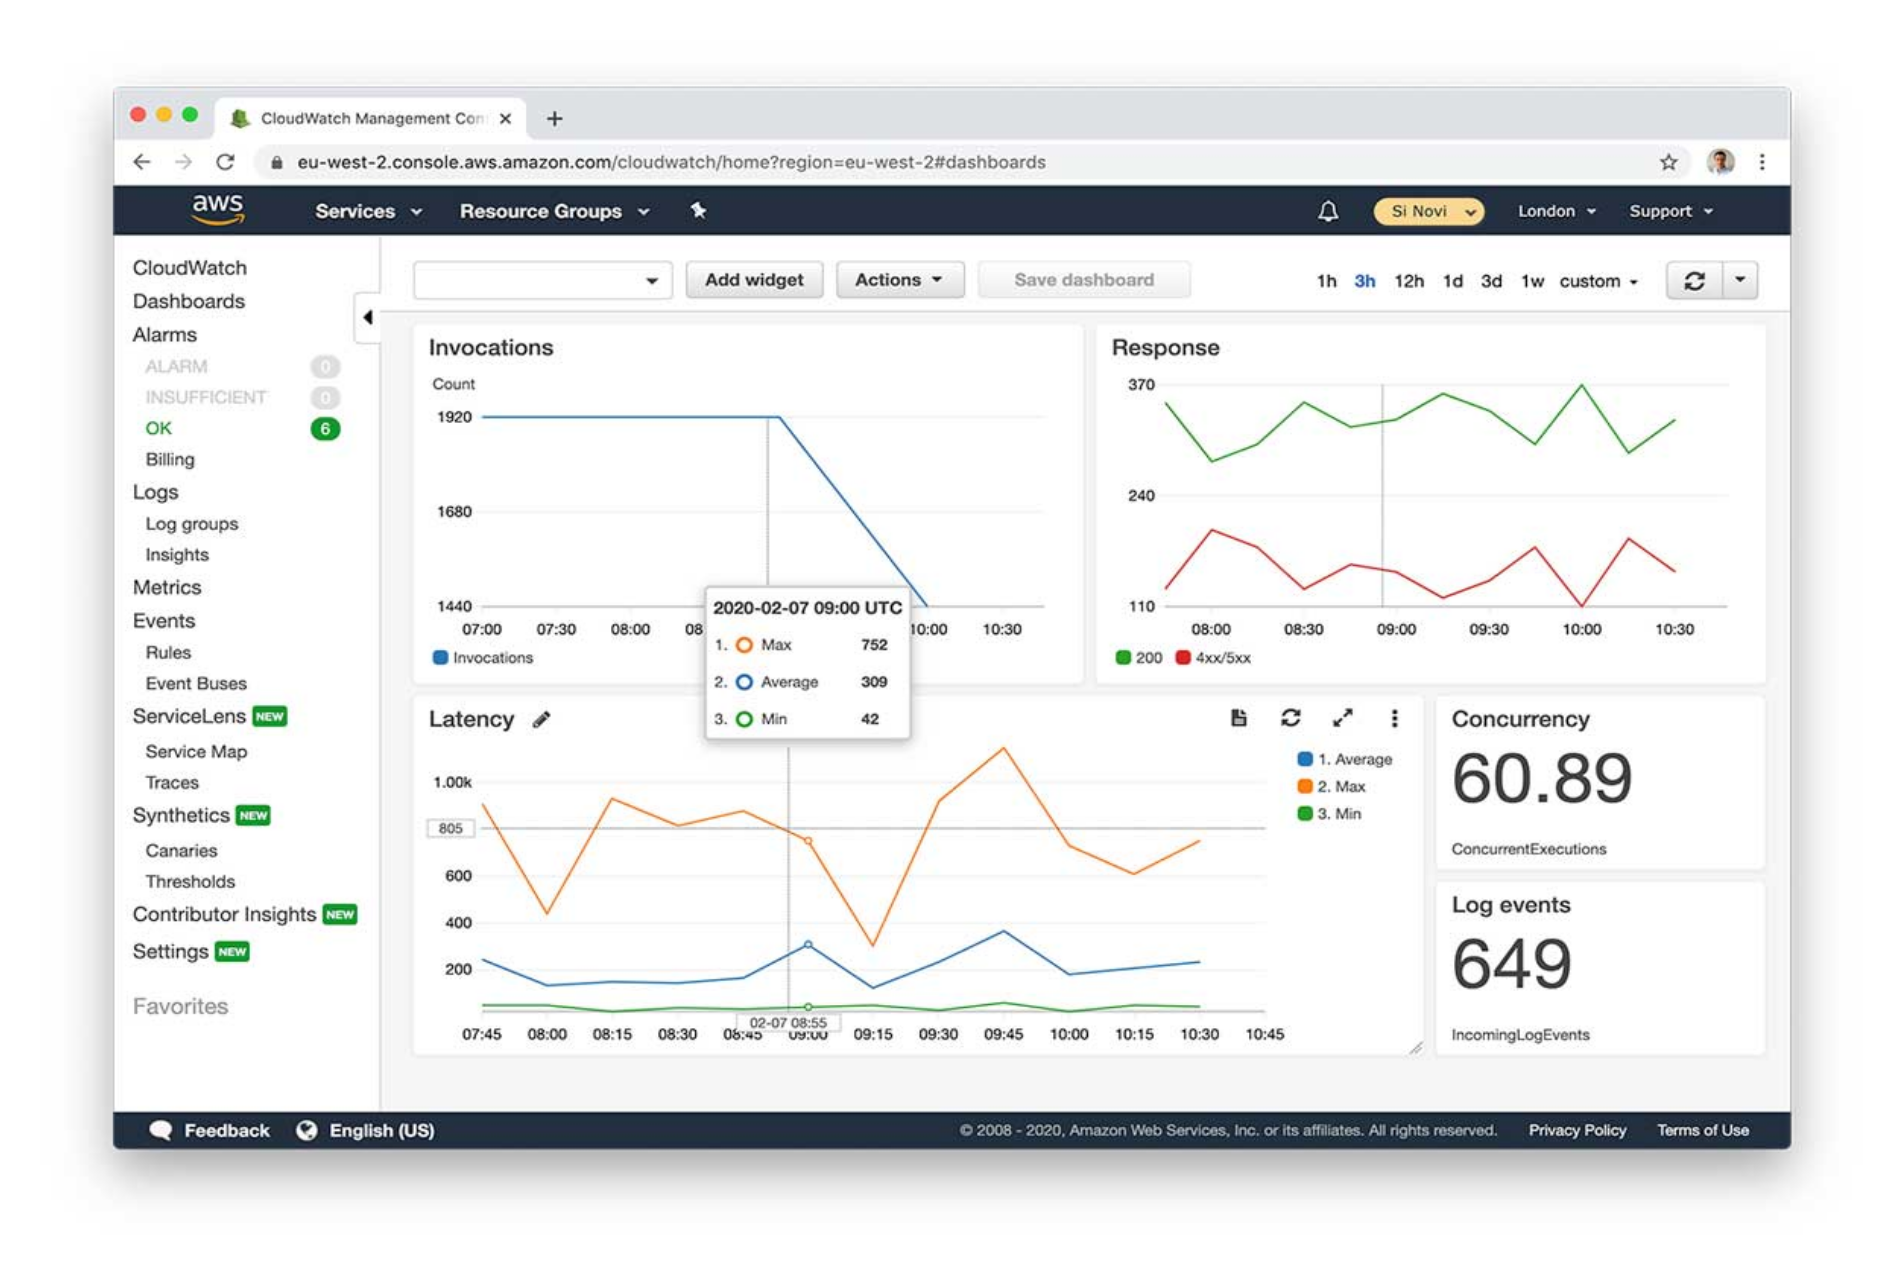 CloudWatch Management Con
eu-west-2.console.aws.amazon.com/cloudwatch/home?region=eu-west-2#dashboards
aws
Services
Resource Groups
Si Novi
London
Support
CloudWatch
Dashboards
Alarms
ALARM 0
INSUFFICIENT 0
OK 6
Billing
Logs
Log groups
Insights
Metrics
Events
Rules
Event Buses
ServiceLens NEW
Service Map
Traces
Synthetics NEW
Canaries
Thresholds
Contributor Insights NEW
Settings NEW
Favorites
Add widget
Actions
Save dashboard
1h 3h 12h 1d 3d 1w custom
Invocations
Count
1920
1680
1440
07:00 07:30 08:00 08 10:00 10:30
Invocations
2020-02-07 09:00 UTC
1. Max 752
2. Average 309
3. Min 42
Response
370
240
110
08:00 08:30 09:00 09:30 10:00 10:30
200 4xx/5xx
Latency
1.00k
805
600
400
200
02-07 08:55
07:45 08:00 08:15 08:30 08:45 09:00 09:15 09:30 09:45 10:00 10:15 10:30 10:45
1. Average
2. Max
3. Min
Concurrency
60.89
ConcurrentExecutions
Log events
649
IncomingLogEvents
Feedback
English (US)
© 2008 - 2020, Amazon Web Services, Inc. or its affiliates. All rights reserved.
Privacy Policy
Terms of Use